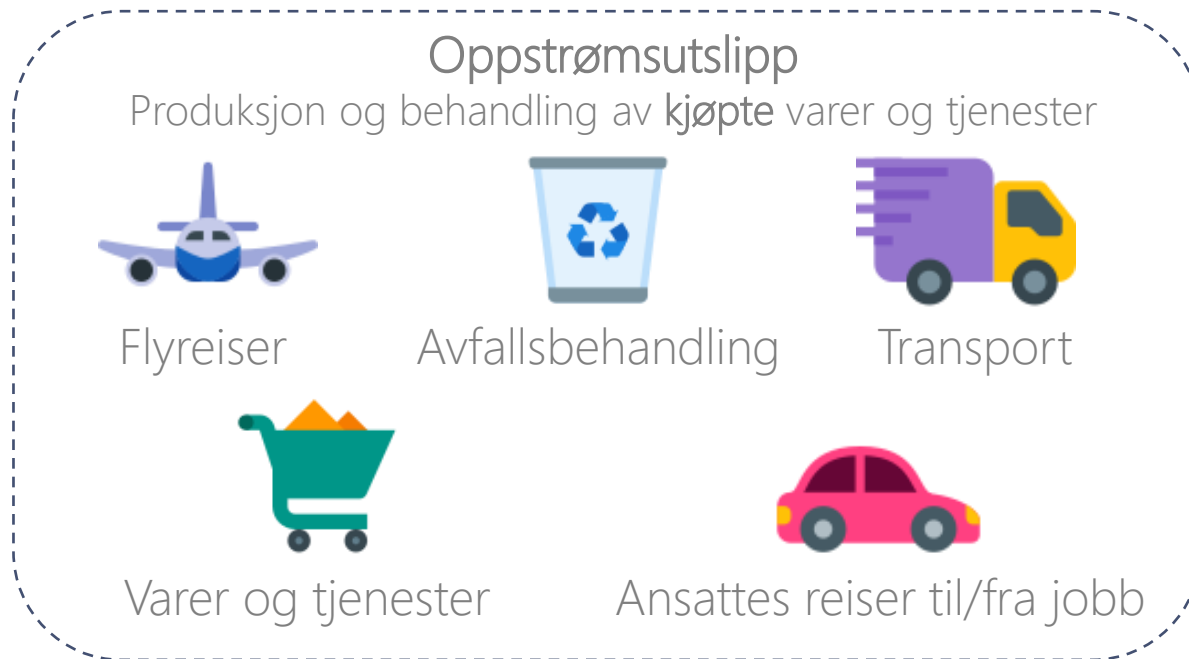 Oppstrømsutslipp
Produksjon og behandling av kjøpte varer og tjenester
Flyreiser
Avfallsbehandling
Transport
Varer og tjenester
Ansattes reiser til/fra jobb